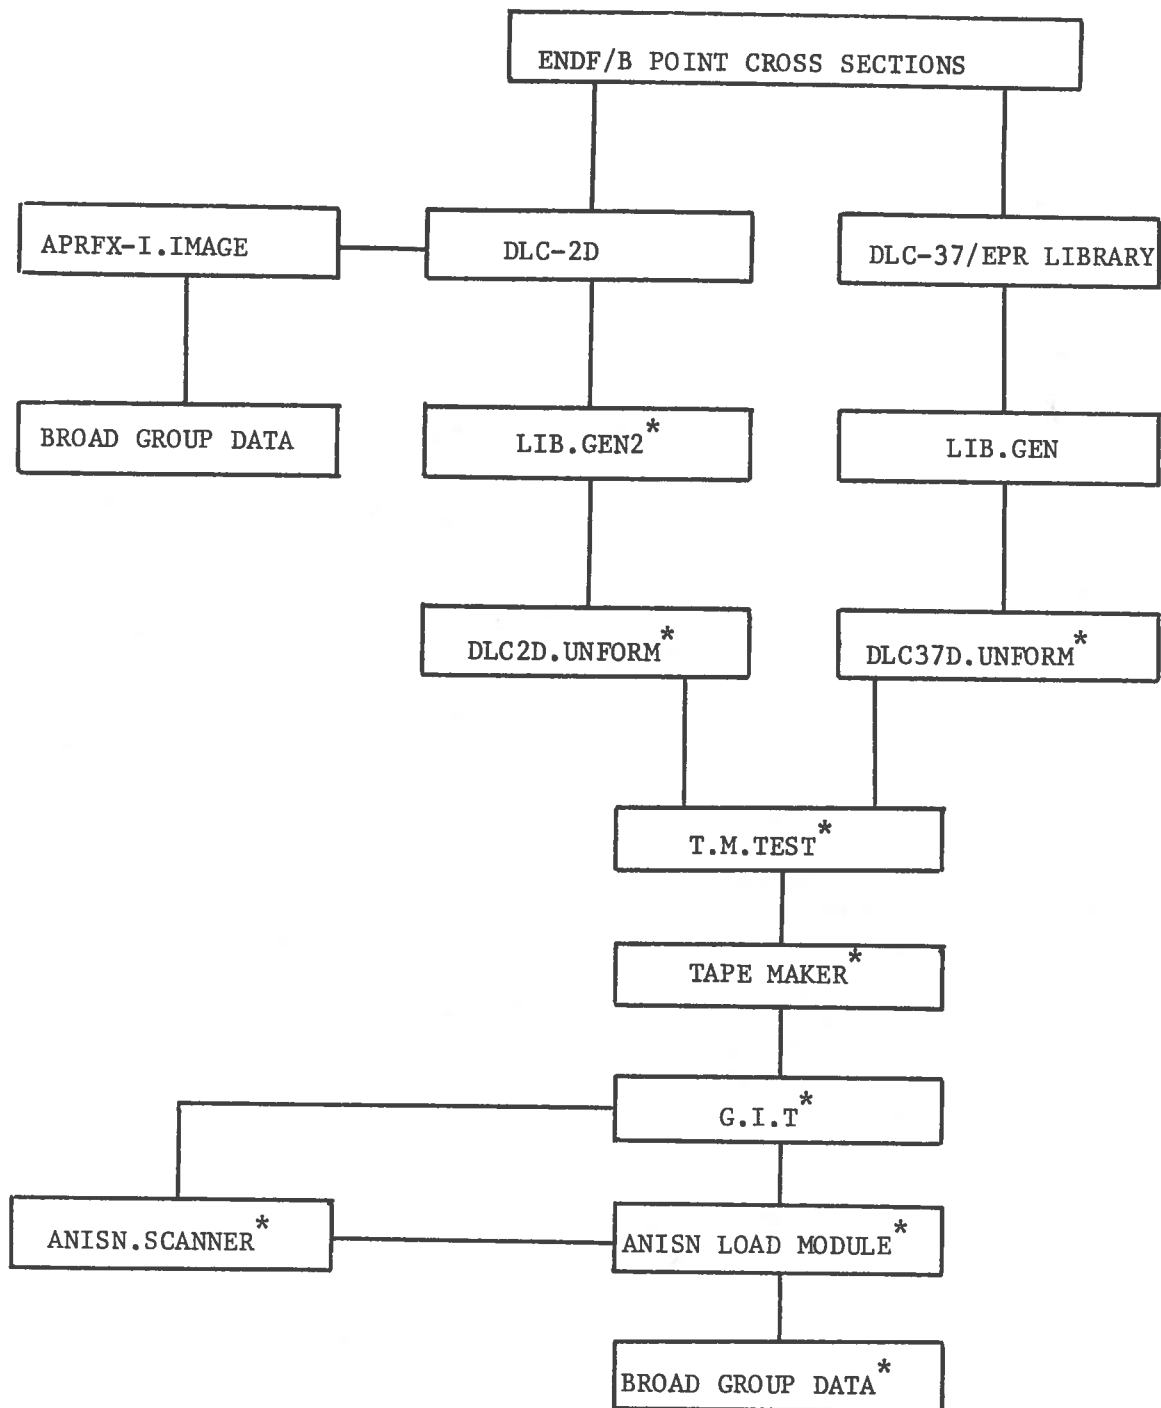 ENDF/B POINT CROSS SECTIONS
APRFX-I.IMAGE
DLC-2D
DLC-37/EPR LIBRARY
BROAD GROUP DATA
LIB.GEN2*
LIB.GEN
DLC2D.UNFORM*
DLC37D.UNFORM*
T.M.TEST*
TAPE MAKER*
G.I.T*
ANISN.SCANNER*
ANISN LOAD MODULE*
BROAD GROUP DATA*